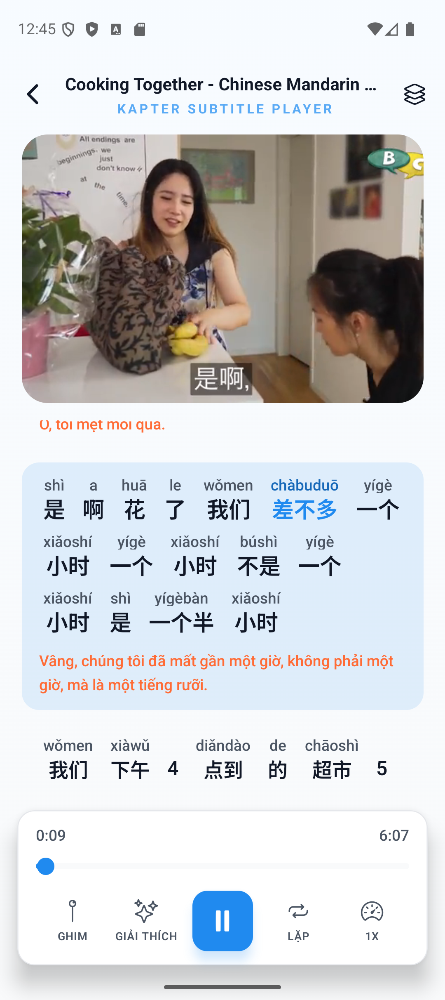 12:45
Cooking Together - Chinese Mandarin ...
KAPTER SUBTITLE PLAYER
All endings are
beginnings. we
just
don't know
at
the
time.
B
C
是啊,
Ồ, tôi mệt mỏi quá.
shì a huā le wǒmen chàbuduō yígè
是 啊 花 了 我们 差不多 一个
xiǎoshí yígè xiǎoshí búshì yígè
小时 一个 小时 不是 一个
xiǎoshí shì yígèbàn xiǎoshí
小时 是 一个半 小时
Vâng, chúng tôi đã mất gần một giờ, không phải một
giờ, mà là một tiếng rưỡi.
wǒmen xiàwǔ diǎndào de chāoshì
我们 下午 4 点到 的 超市 5
0:09 6:07
GHIM GIẢI THÍCH LẶP 1X